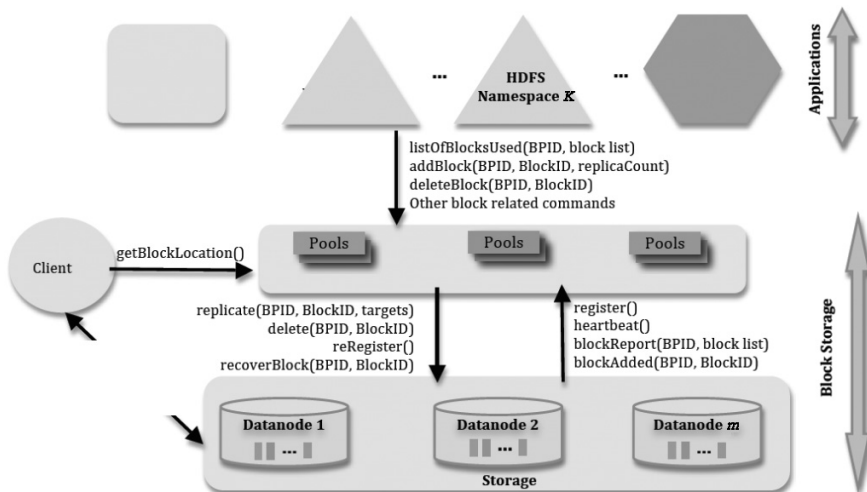 ...
...
HDFS
Namespace K
Applications
listOfBlocksUsed(BPID, block list)
addBlock(BPID, BlockID, replicaCount)
deleteBlock(BPID, BlockID)
Other block related commands
Pools
Pools
Pools
Client
getBlockLocation()
replicate(BPID, BlockID, targets)
delete(BPID, BlockID)
reRegister()
recoverBlock(BPID, BlockID)
register()
heartbeat()
blockReport(BPID, block list)
blockAdded(BPID, BlockID)
Block Storage
Datanode 1
...
Datanode 2
...
Datanode m
...
Storage